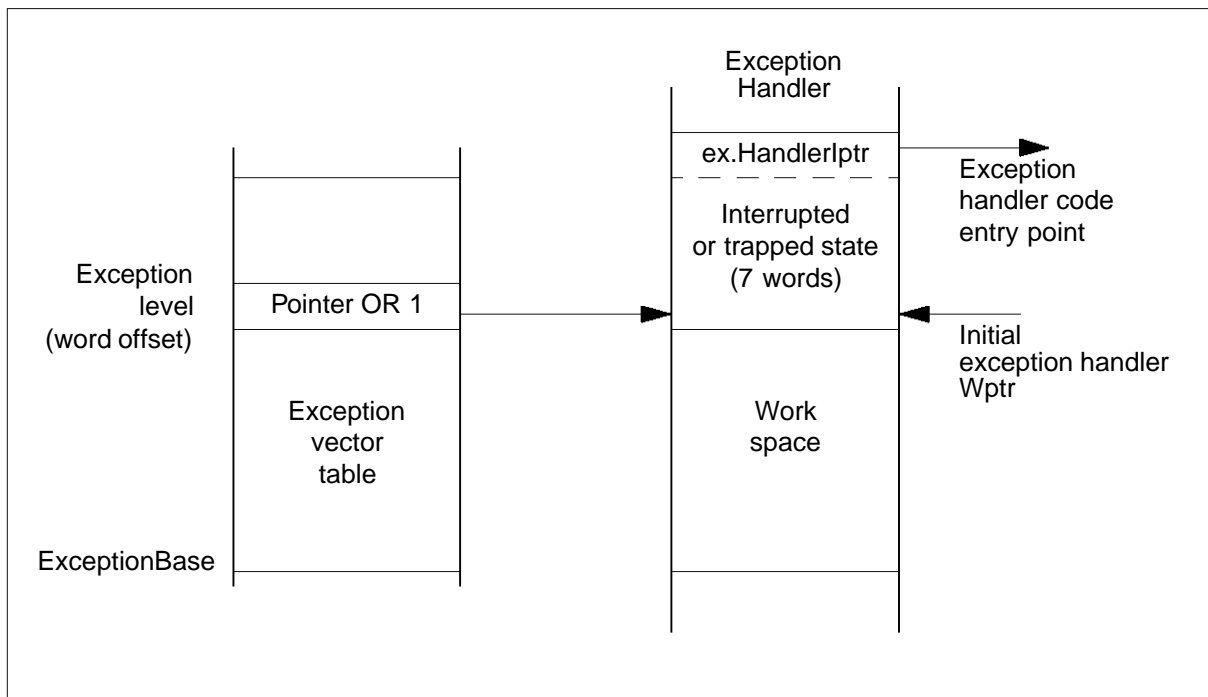 Exception
Handler
ex.HandlerIptr
Exception
handler code
entry point
Interrupted
or trapped state
(7 words)
Exception
level
(word offset)
Pointer OR 1
Initial
exception handler
Wptr
Exception
vector
table
Work
space
ExceptionBase